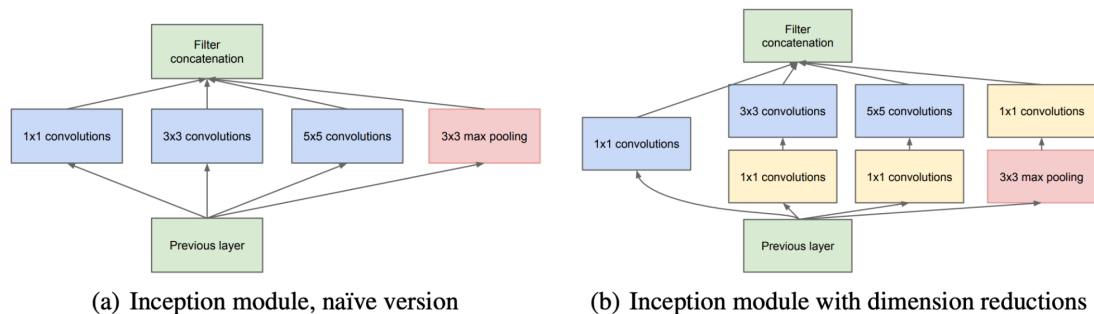 Filter
concatenation
1x1 convolutions
3x3 convolutions
5x5 convolutions
3x3 max pooling
Previous layer
(a) Inception module, naïve version
Filter
concatenation
3x3 convolutions
5x5 convolutions
1x1 convolutions
1x1 convolutions
1x1 convolutions
1x1 convolutions
3x3 max pooling
Previous layer
(b) Inception module with dimension reductions